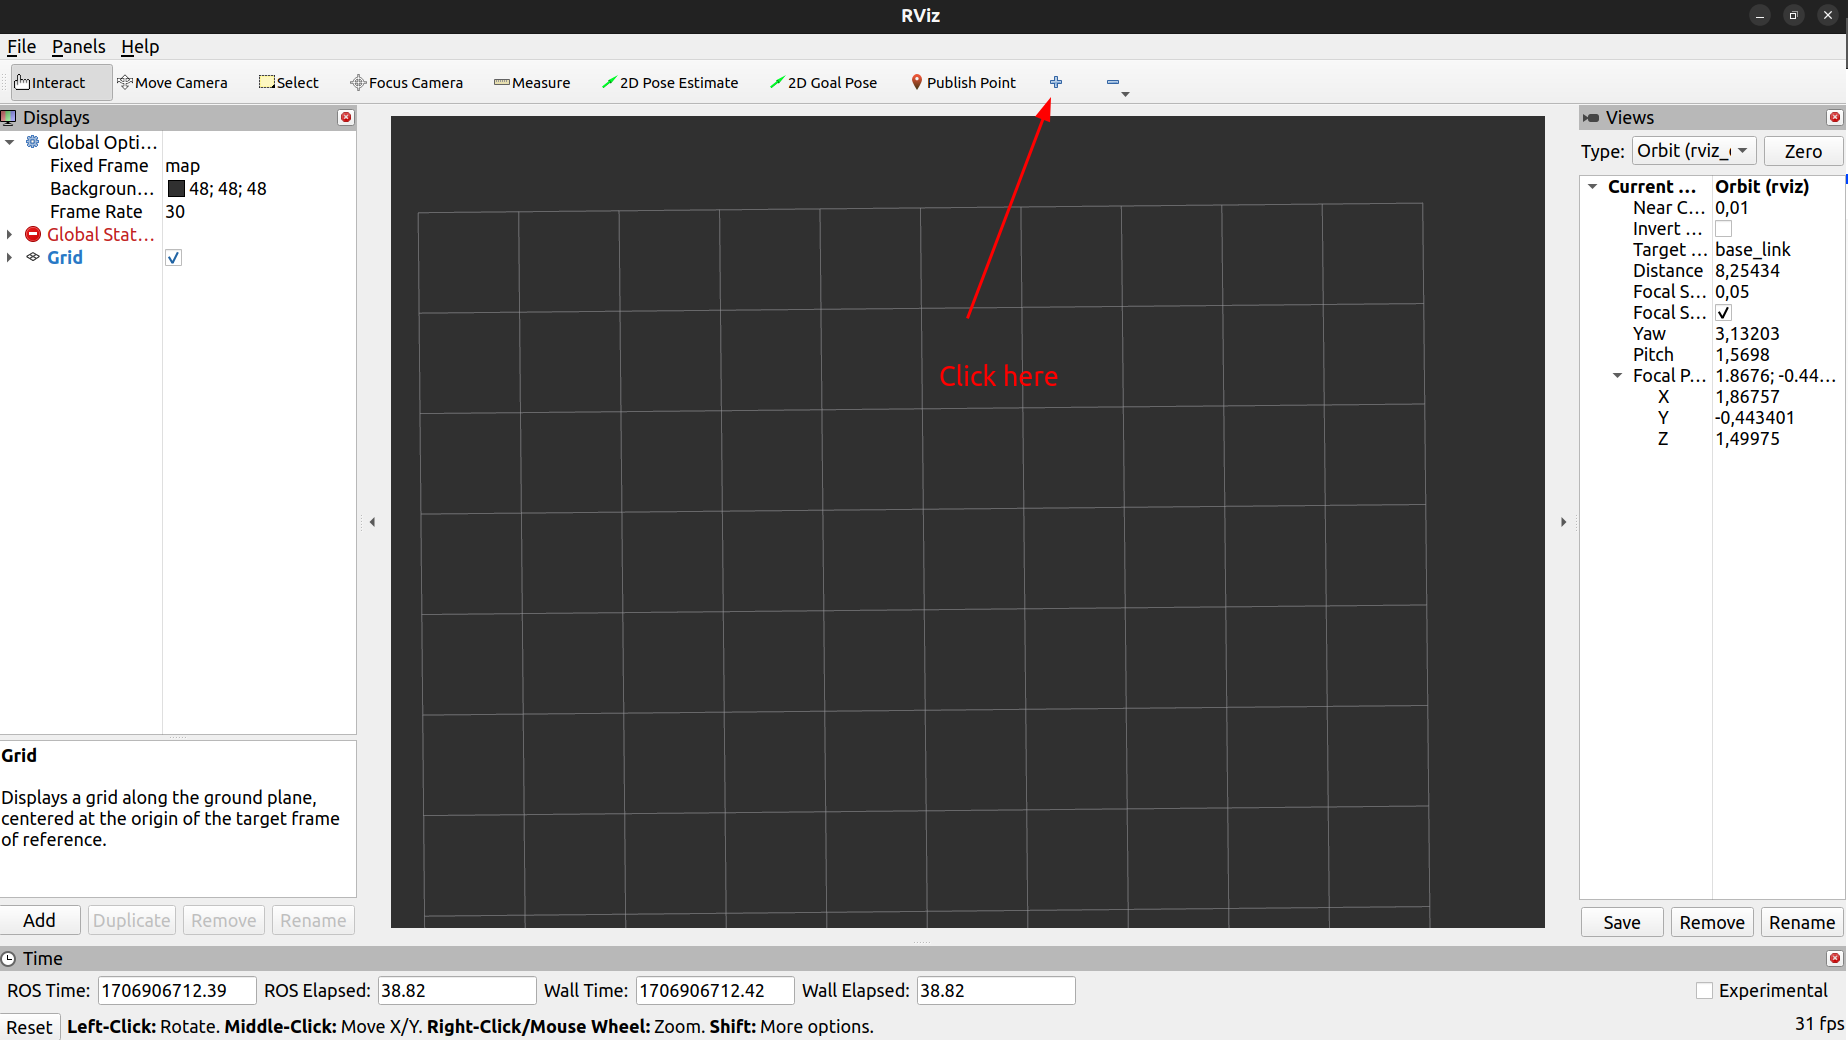 RViz
File Panels Help
Interact Move Camera Select Focus Camera Measure 2D Pose Estimate 2D Goal Pose Publish Point
Displays
Global Opti...
Fixed Frame map
Backgroun... 48; 48; 48
Frame Rate 30
Global Stat...
Grid
Grid
Displays a grid along the ground plane,
centered at the origin of the target frame
of reference.
Add Duplicate Remove Rename
Click here
Views
Type: Orbit (rviz_ Zero
Current ... Orbit (rviz)
Near C... 0,01
Invert ...
Target ... base_link
Distance 8,25434
Focal S... 0,05
Focal S...
Yaw 3,13203
Pitch 1,5698
Focal P... 1.8676; -0.44...
X 1,86757
Y -0,443401
Z 1,49975
Save Remove Rename
Time
ROS Time: 1706906712.39 ROS Elapsed: 38.82 Wall Time: 1706906712.42 Wall Elapsed: 38.82 Experimental
Reset Left-Click: Rotate. Middle-Click: Move X/Y. Right-Click/Mouse Wheel: Zoom. Shift: More options. 31 fps